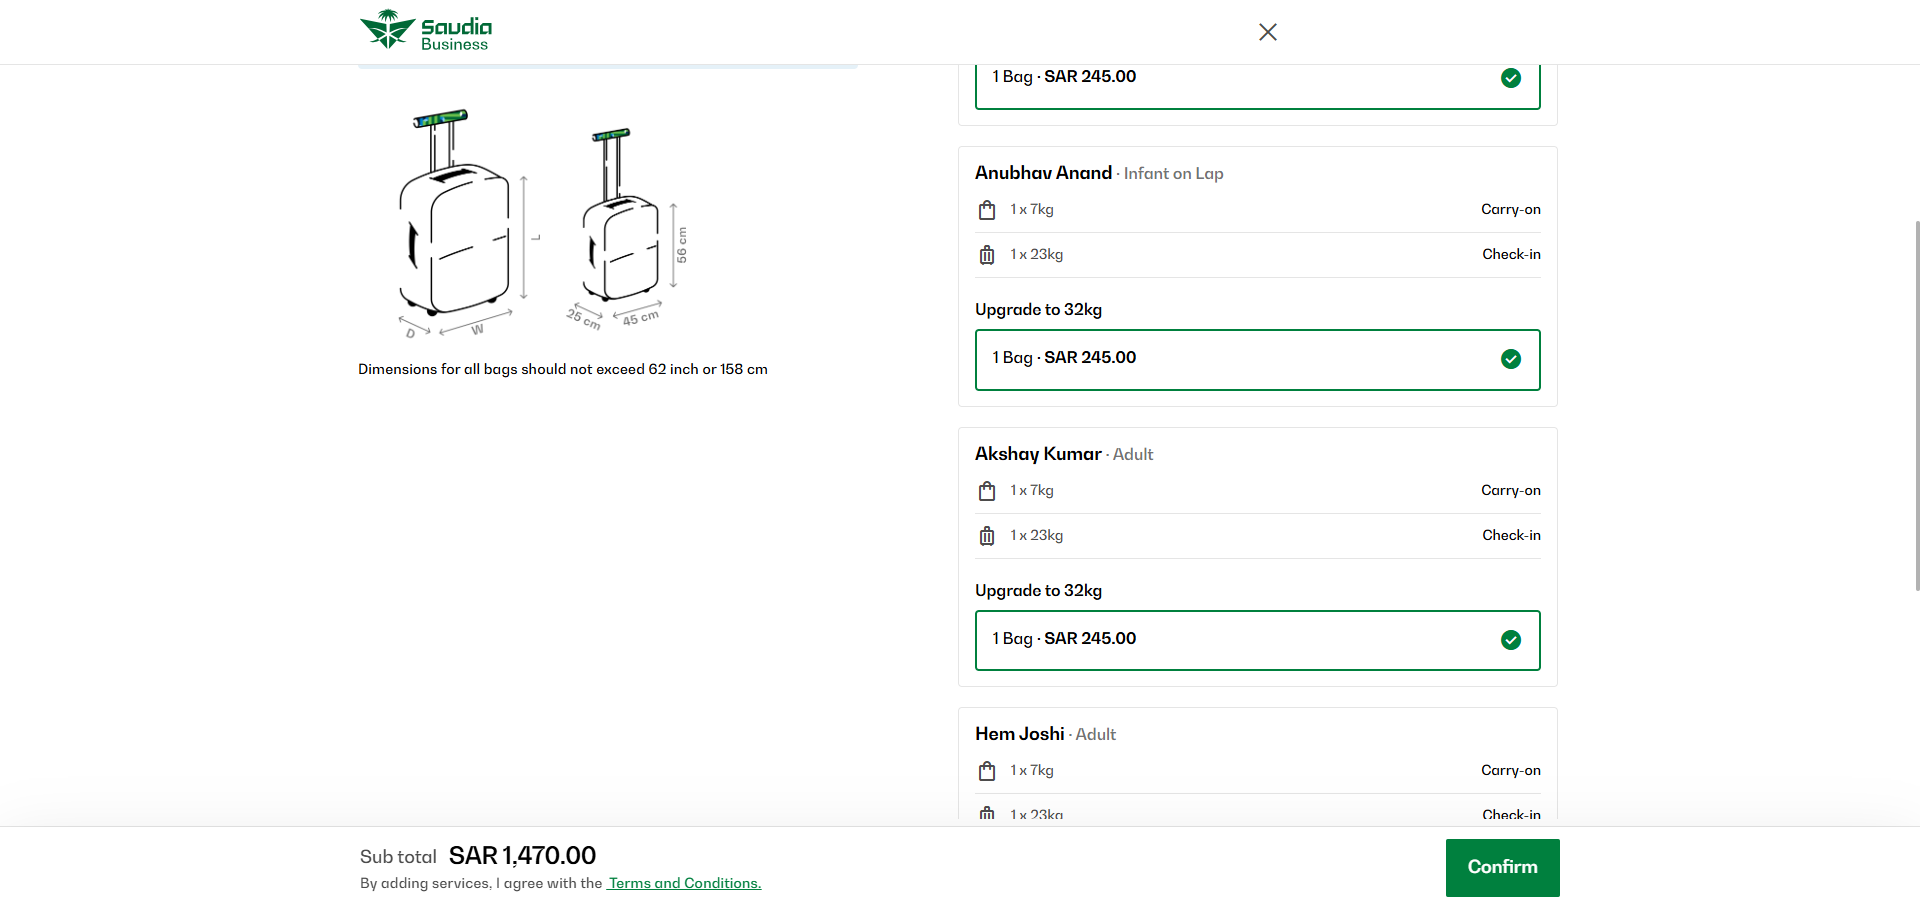 Saudia
Business
1 Bag · SAR 245.00
L
D
W
56 cm
25 cm
45 cm
Dimensions for all bags should not exceed 62 inch or 158 cm
Anubhav Anand · Infant on Lap
1 x 7kg Carry-on
1 x 23kg Check-in
Upgrade to 32kg
1 Bag · SAR 245.00
Akshay Kumar · Adult
1 x 7kg Carry-on
1 x 23kg Check-in
Upgrade to 32kg
1 Bag · SAR 245.00
Hem Joshi · Adult
1 x 7kg Carry-on
1 x 23kg Check-in
Sub total SAR 1,470.00
By adding services, I agree with the Terms and Conditions.
Confirm